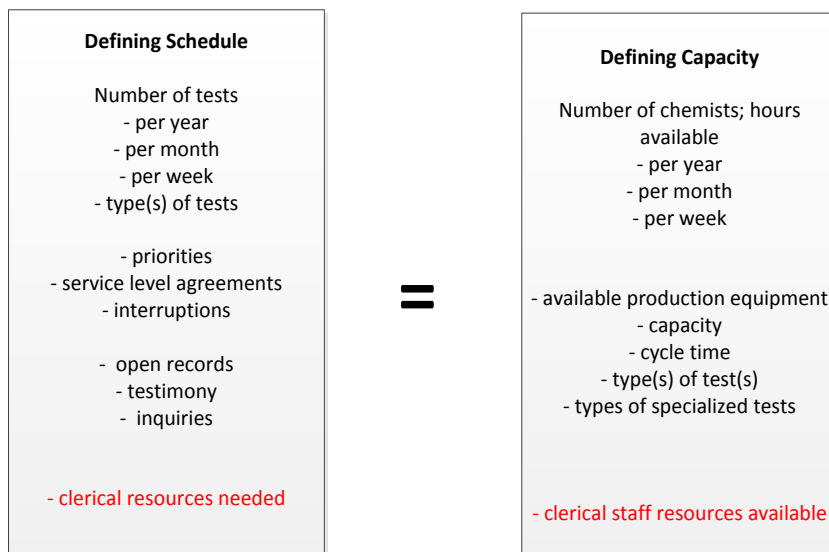 Defining Schedule
Number of tests
- per year
- per month
- per week
- type(s) of tests
- priorities
- service level agreements
- interruptions
- open records
- testimony
- inquiries
- clerical resources needed
=
Defining Capacity
Number of chemists; hours
available
- per year
- per month
- per week
- available production equipment
- capacity
- cycle time
- type(s) of test(s)
- types of specialized tests
- clerical staff resources available